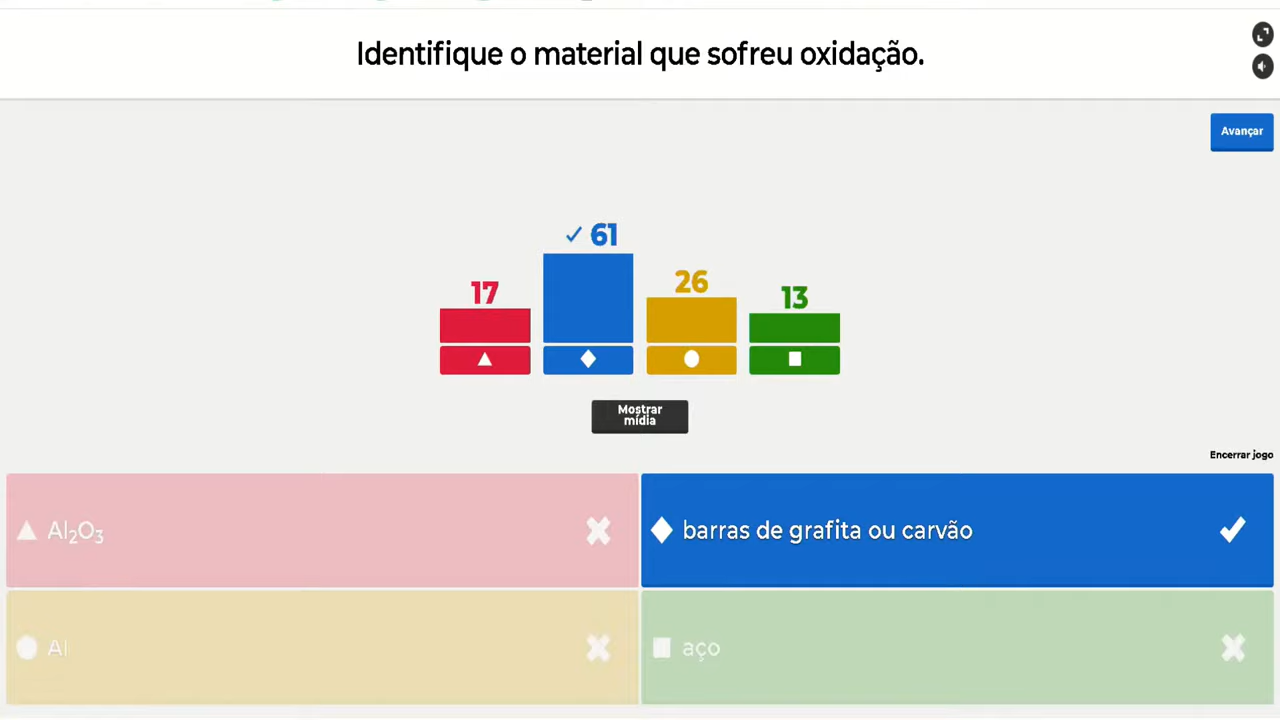 Identifique o material que sofreu oxidação.
Avançar
✓ 61
26
17
13
Mostrar
mídia
Encerrar jogo
Al₂O₃
barras de grafita ou carvão
Al
aço